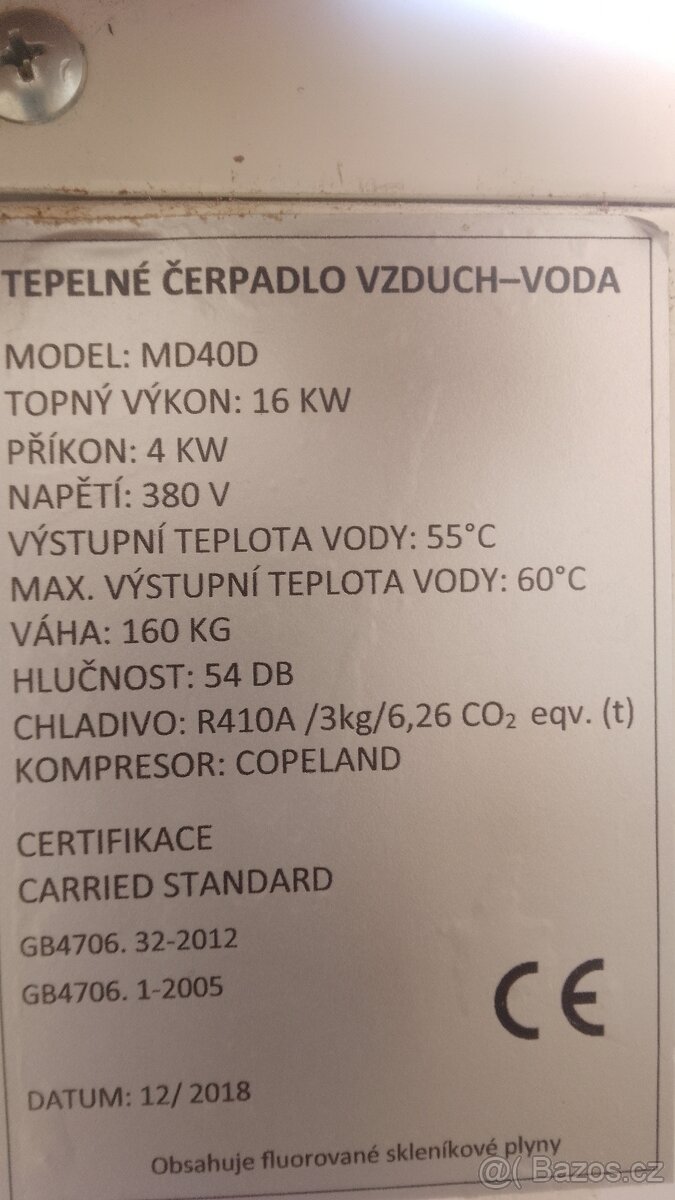 TEPELNÉ ČERPADLO VZDUCH–VODA
MODEL: MD40D
TOPNÝ VÝKON: 16 KW
PŘÍKON: 4 KW
NAPĚTÍ: 380 V
VÝSTUPNÍ TEPLOTA VODY: 55°C
MAX. VÝSTUPNÍ TEPLOTA VODY: 60°C
VÁHA: 160 KG
HLUČNOST: 54 DB
CHLADIVO: R410A /3kg/6,26 CO₂ eqv. (t)
KOMPRESOR: COPELAND
CERTIFIKACE
CARRIED STANDARD
GB4706. 32-2012
GB4706. 1-2005
CE
DATUM: 12/ 2018
Obsahuje fluorované skleníkové plyny
@( Bazos.cz